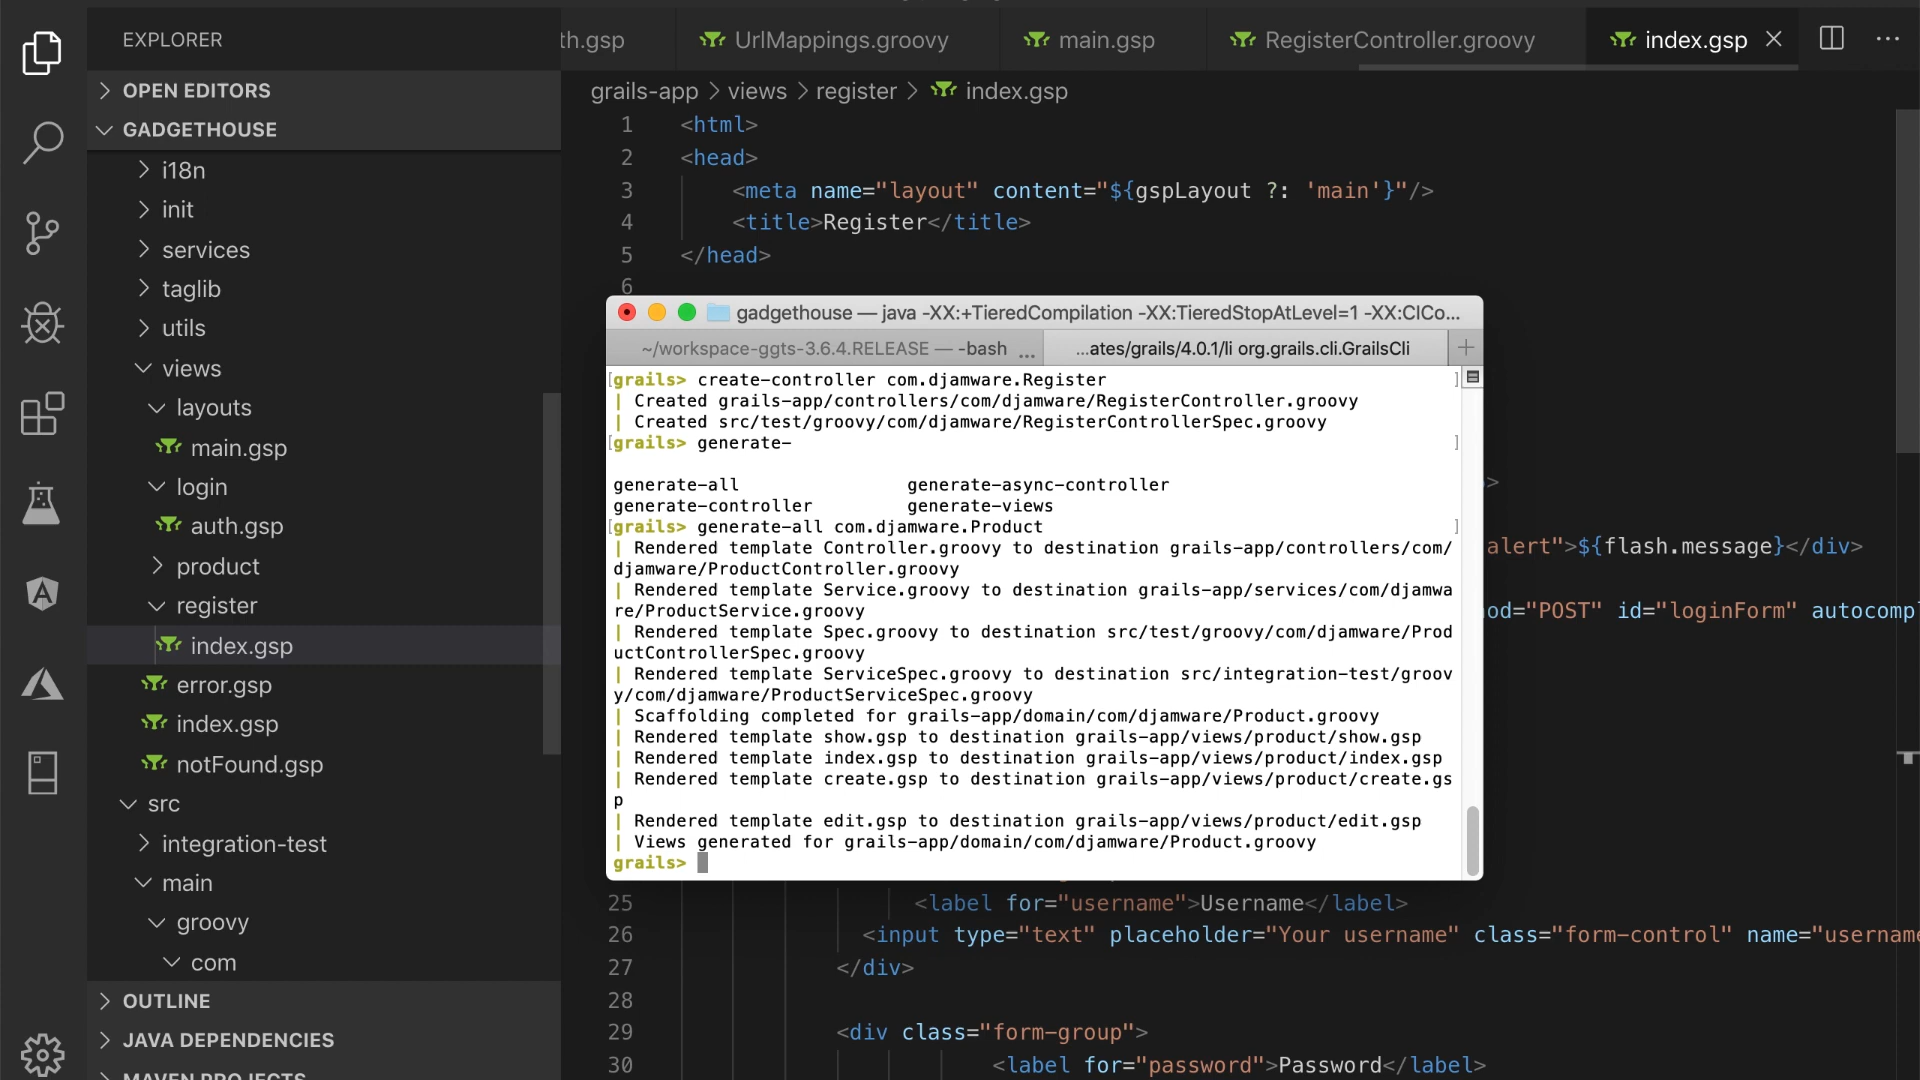 EXPLORER
OPEN EDITORS
GADGETHOUSE
i18n
init
services
taglib
utils
views
layouts
main.gsp
login
auth.gsp
product
register
index.gsp
error.gsp
index.gsp
notFound.gsp
src
integration-test
main
groovy
com
OUTLINE
JAVA DEPENDENCIES
MAVEN PROJECTS
th.gsp UrlMappings.groovy main.gsp RegisterController.groovy index.gsp
grails-app > views > register > index.gsp
1 <html>
2 <head>
3 <meta name="layout" content="${gspLayout ?: 'main'}"/>
4 <title>Register</title>
5 </head>
6
>
alert">${flash.message}</div>
od="POST" id="loginForm" autocomp
gadgethouse — java -XX:+TieredCompilation -XX:TieredStopAtLevel=1 -XX:CICo...
~/workspace-ggts-3.6.4.RELEASE — -bash ... ...ates/grails/4.0.1/li org.grails.cli.GrailsCli +
[grails> create-controller com.djamware.Register ]
| Created grails-app/controllers/com/djamware/RegisterController.groovy
| Created src/test/groovy/com/djamware/RegisterControllerSpec.groovy
[grails> generate- ]
generate-all generate-async-controller
generate-controller generate-views
[grails> generate-all com.djamware.Product ]
| Rendered template Controller.groovy to destination grails-app/controllers/com/
djamware/ProductController.groovy
| Rendered template Service.groovy to destination grails-app/services/com/djamwa
re/ProductService.groovy
| Rendered template Spec.groovy to destination src/test/groovy/com/djamware/Prod
uctControllerSpec.groovy
| Rendered template ServiceSpec.groovy to destination src/integration-test/groov
y/com/djamware/ProductServiceSpec.groovy
| Scaffolding completed for grails-app/domain/com/djamware/Product.groovy
| Rendered template show.gsp to destination grails-app/views/product/show.gsp
| Rendered template index.gsp to destination grails-app/views/product/index.gsp
| Rendered template create.gsp to destination grails-app/views/product/create.gs
p
| Rendered template edit.gsp to destination grails-app/views/product/edit.gsp
| Views generated for grails-app/domain/com/djamware/Product.groovy
grails>
25 <label for="username">Username</label>
26 <input type="text" placeholder="Your username" class="form-control" name="username
27 </div>
28
29 <div class="form-group">
30 <label for="password">Password</label>